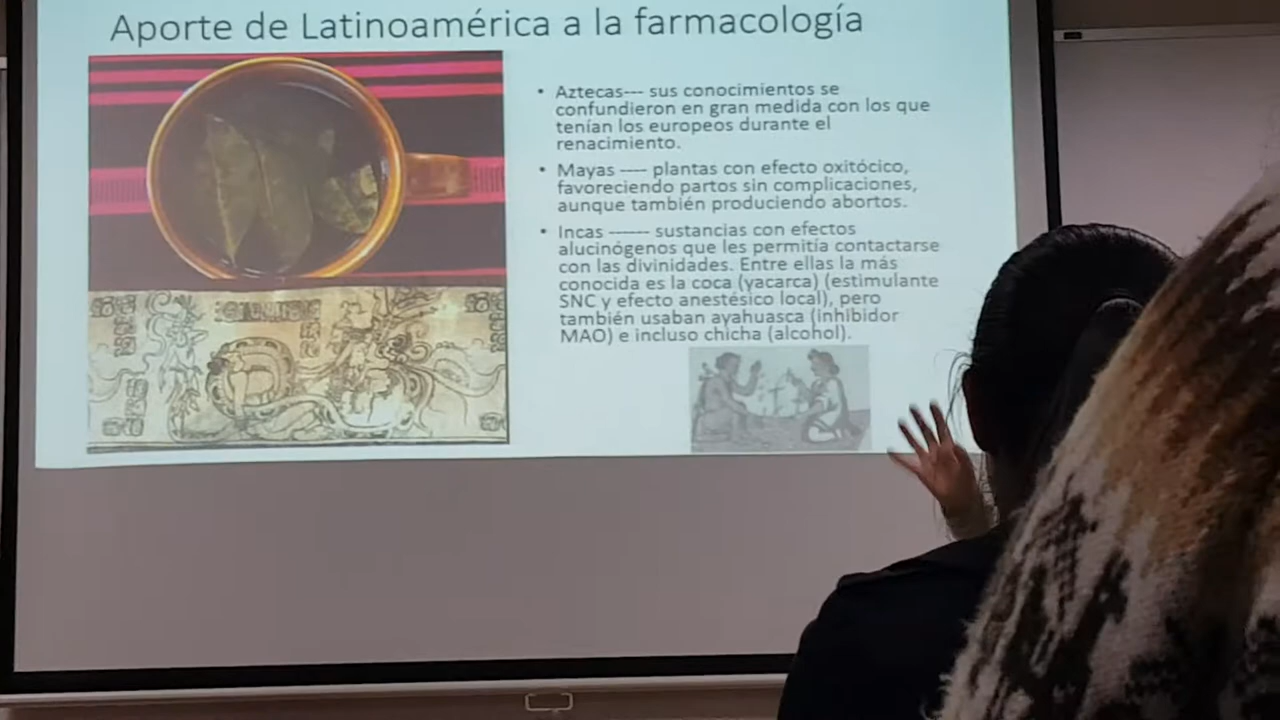 Aporte de Latinoamérica a la farmacología
• Aztecas--- sus conocimientos se
confundieron en gran medida con los que
tenían los europeos durante el
renacimiento.
• Mayas ---- plantas con efecto oxitócico,
favoreciendo partos sin complicaciones,
aunque también produciendo abortos.
• Incas ------ sustancias con efectos
alucinógenos que les permitía contactarse
con las divinidades. Entre ellas la más
conocida es la coca (yacarca) (estimulante
SNC y efecto anestésico local), pero
también usaban ayahuasca (inhibidor
MAO) e incluso chicha (alcohol).